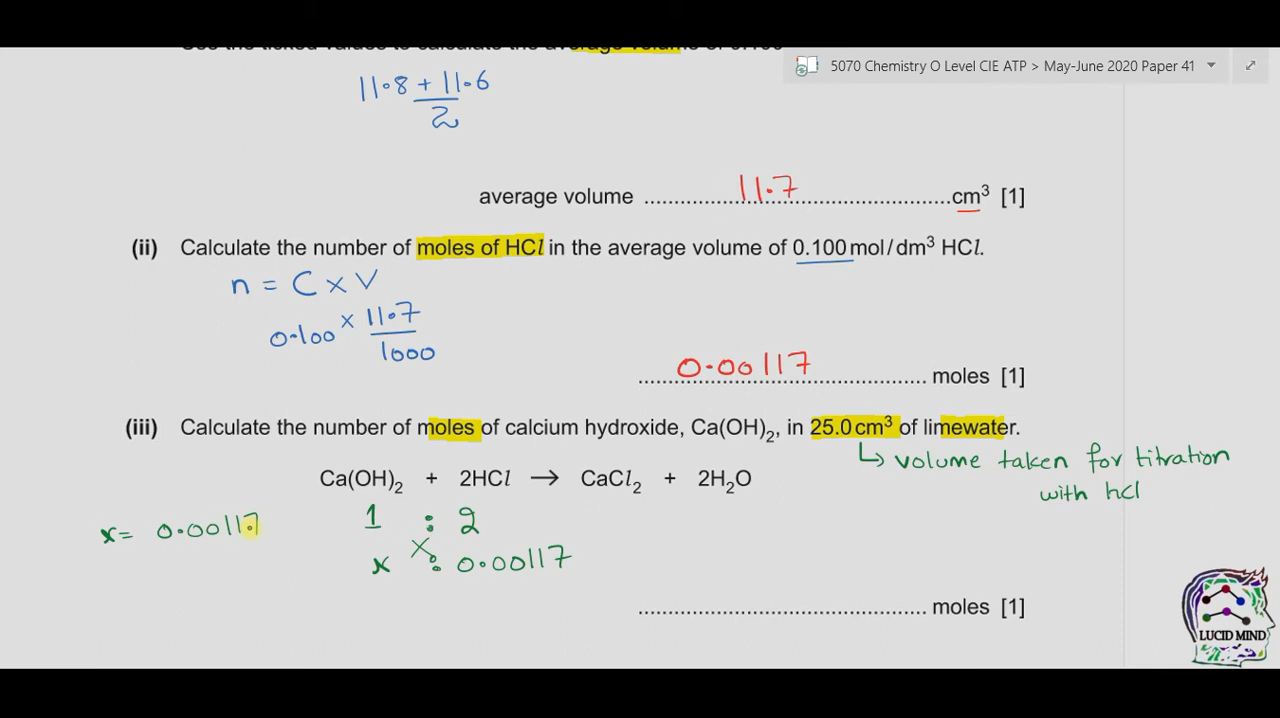 5070 Chemistry O Level CIE ATP > May-June 2020 Paper 41
11.8 + 11.6
2
average volume ........ 11.7 ........ cm³ [1]
(ii) Calculate the number of moles of HCl in the average volume of 0.100 mol/dm³ HCl.
n = C × V
0.100 × 11.7
1000
0.00117 moles [1]
(iii) Calculate the number of moles of calcium hydroxide, Ca(OH)₂, in 25.0 cm³ of limewater.
↳ volume taken for titration
with hcl
Ca(OH)₂ + 2HCl → CaCl₂ + 2H₂O
1 : 2
x = 0.00117
x : 0.00117
........ moles [1]
LUCID MIND